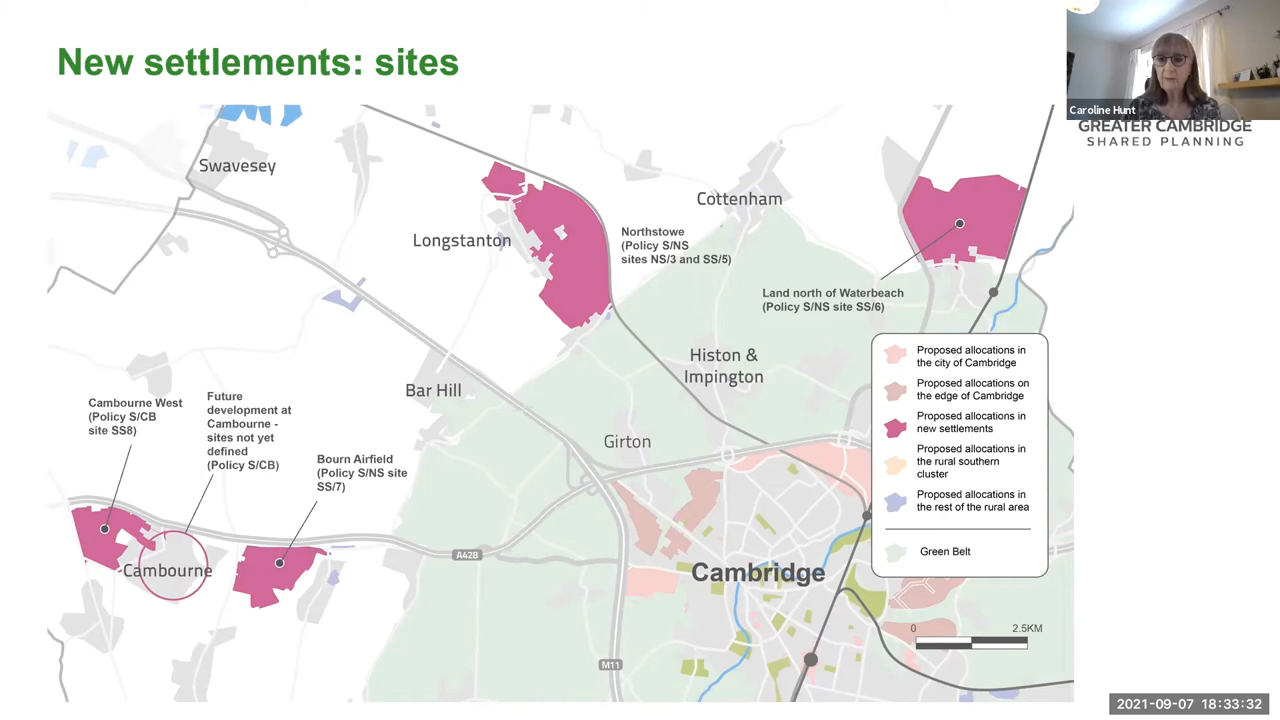 New settlements: sites
Caroline Hunt
GREATER CAMBRIDGE
SHARED PLANNING
Swavesey
Cottenham
Longstanton
Northstowe
(Policy S/NS
sites NS/3 and SS/5)
Land north of Waterbeach
(Policy S/NS site SS/6)
Histon &
Impington
Bar Hill
Girton
Cambourne West
(Policy S/CB
site SS8)
Future
development at
Cambourne -
sites not yet
defined
(Policy S/CB)
Bourn Airfield
(Policy S/NS site
SS/7)
Cambourne
A428
Cambridge
M11
Proposed allocations in
the city of Cambridge
Proposed allocations on
the edge of Cambridge
Proposed allocations in
new settlements
Proposed allocations in
the rural southern
cluster
Proposed allocations in
the rest of the rural area
Green Belt
0 2.5KM
2021-09-07 18:33:32